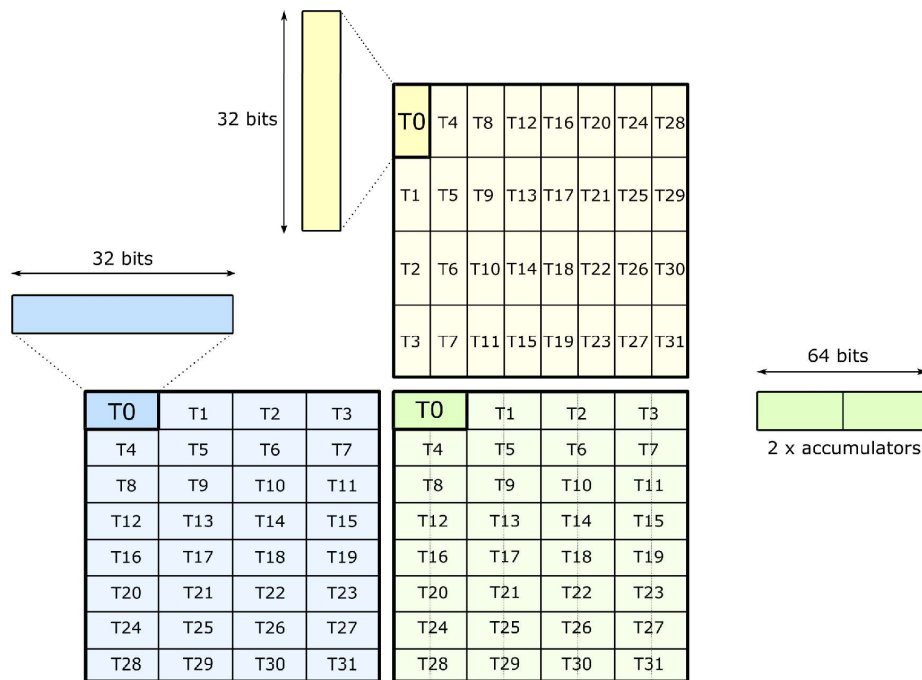 32 bits
T0 T4 T8 T12 T16 T20 T24 T28
T1 T5 T9 T13 T17 T21 T25 T29
T2 T6 T10 T14 T18 T22 T26 T30
T3 T7 T11 T15 T19 T23 T27 T31
32 bits
T0 T1 T2 T3
T4 T5 T6 T7
T8 T9 T10 T11
T12 T13 T14 T15
T16 T17 T18 T19
T20 T21 T22 T23
T24 T25 T26 T27
T28 T29 T30 T31
T0 T1 T2 T3
T4 T5 T6 T7
T8 T9 T10 T11
T12 T13 T14 T15
T16 T17 T18 T19
T20 T21 T22 T23
T24 T25 T26 T27
T28 T29 T30 T31
64 bits
2 x accumulators